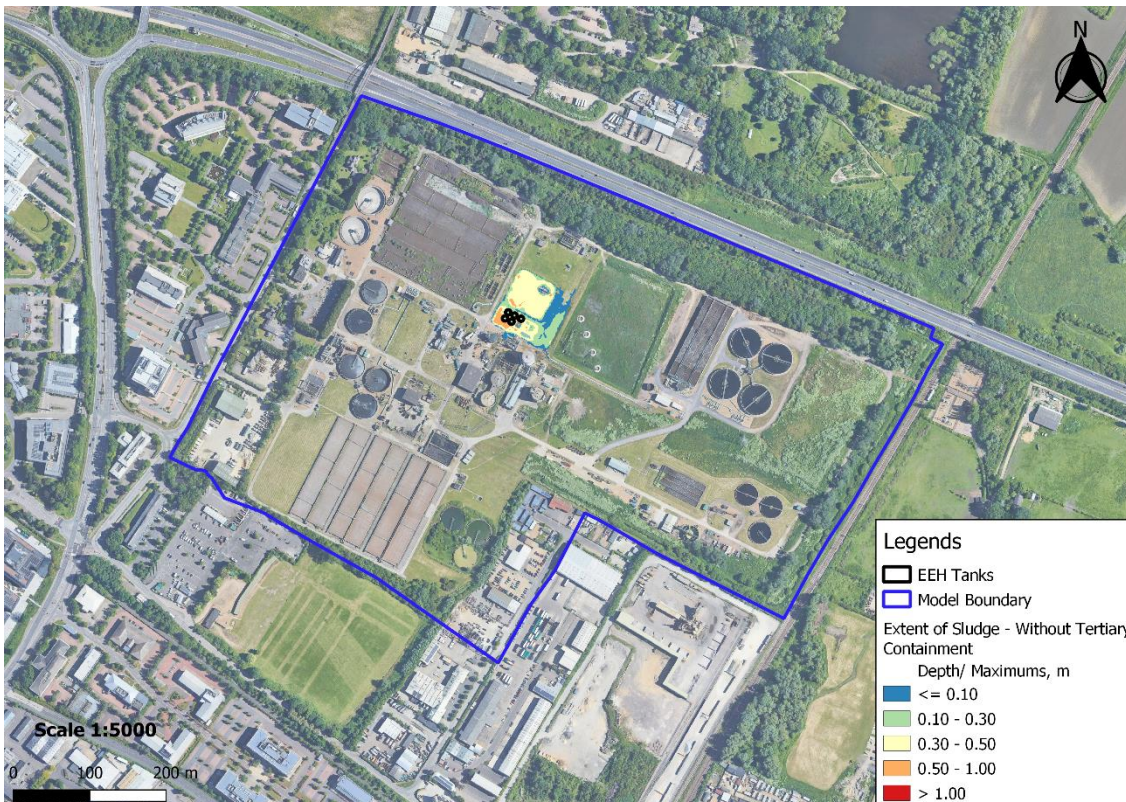 N
Scale 1:5000
0 100 200 m
Legends
EEH Tanks
Model Boundary
Extent of Sludge - Without Tertiary
Containment
Depth/ Maximums, m
<= 0.10
0.10 - 0.30
0.30 - 0.50
0.50 - 1.00
> 1.00